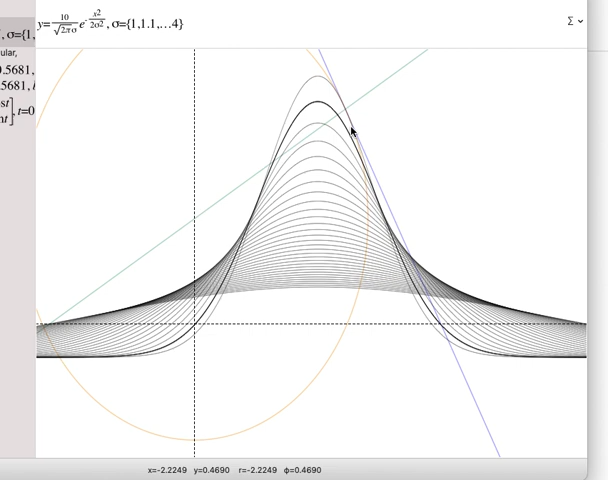 y=10/√2πσ e^-x2/2σ2, σ={1,1.1,…4}
Σ
, σ={1,
ular,
0.5681,
5681,
st
nt], t=0
x=-2.2249 y=0.4690 r=-2.2249 ϕ=0.4690